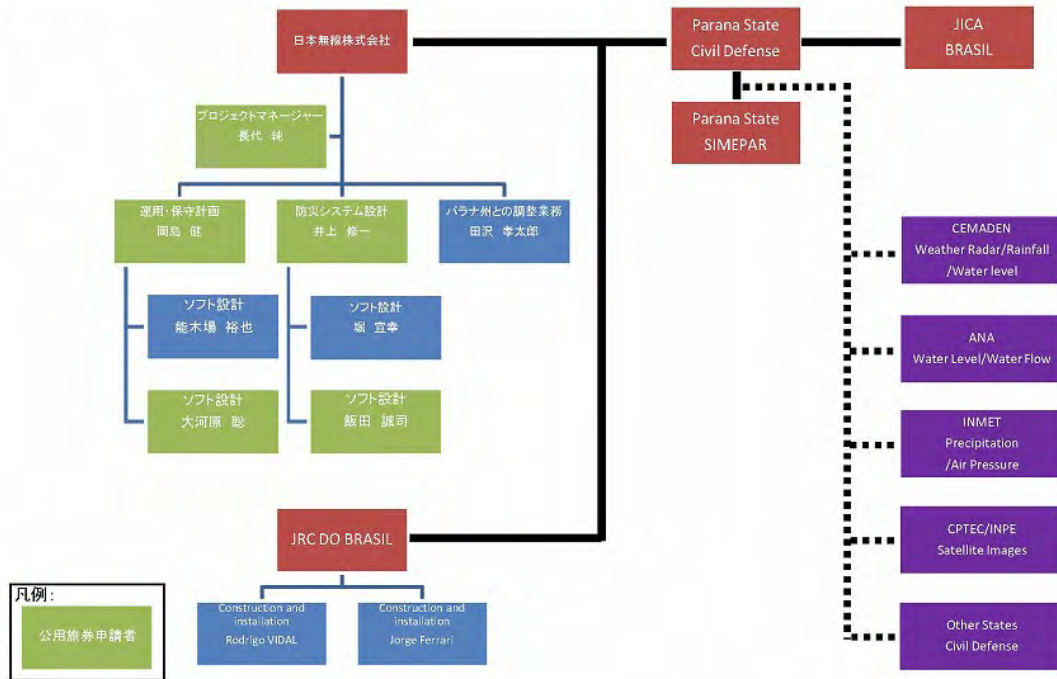 日本無線株式会社
プロジェクトマネージャー
長代 純
運用・保守計画
岡島 健
防災システム設計
井上 修一
パラナ州との調整業務
田沢 孝太郎
ソフト設計
能木場 裕也
ソフト設計
堀 宣幸
ソフト設計
大河原 聡
ソフト設計
飯田 誠司
JRC DO BRASIL
Construction and
installation
Rodrigo VIDAL
Construction and
installation
Jorge Ferrari
Parana State
Civil Defense
JICA
BRASIL
Parana State
SIMEPAR
CEMADEN
Weather Radar/Rainfall
/Water level
ANA
Water Level/Water Flow
INMET
Precipitation
/Air Pressure
CPTEC/INPE
Satellite Images
Other States
Civil Defense
凡例:
公用旅券申請者